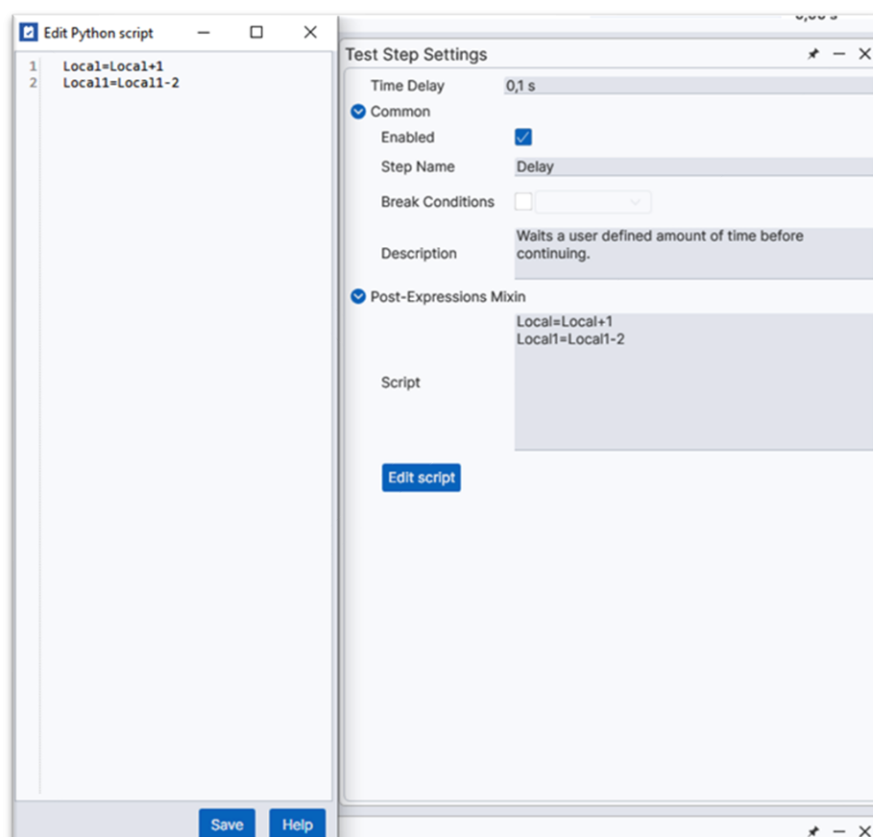 Edit Python script
1 Local=Local+1
2 Local1=Local1-2
Save Help
Test Step Settings
Time Delay 0,1 s
Common
Enabled
Step Name Delay
Break Conditions
Description Waits a user defined amount of time before
continuing.
Post-Expressions Mixin
Script Local=Local+1
Local1=Local1-2
Edit script